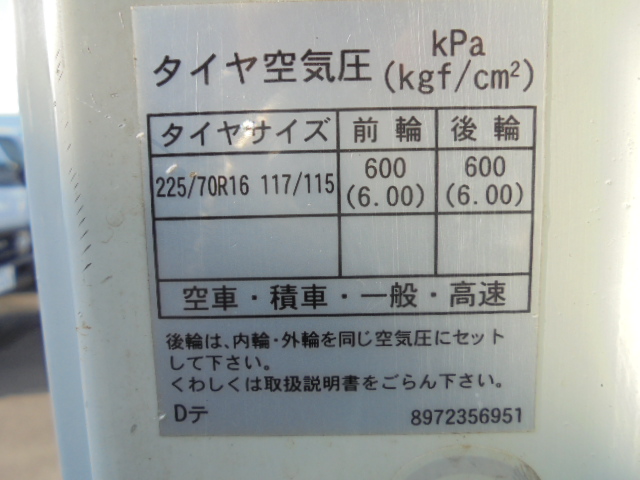 タイヤ空気圧 kPa
(kgf/cm²)
タイヤサイズ 前輪 後輪
225/70R16 117/115 600 600
(6.00) (6.00)
空車・積車・一般・高速
後輪は、内輪・外輪を同じ空気圧にセット
して下さい。
くわしくは取扱説明書をごらん下さい。
Dテ 8972356951